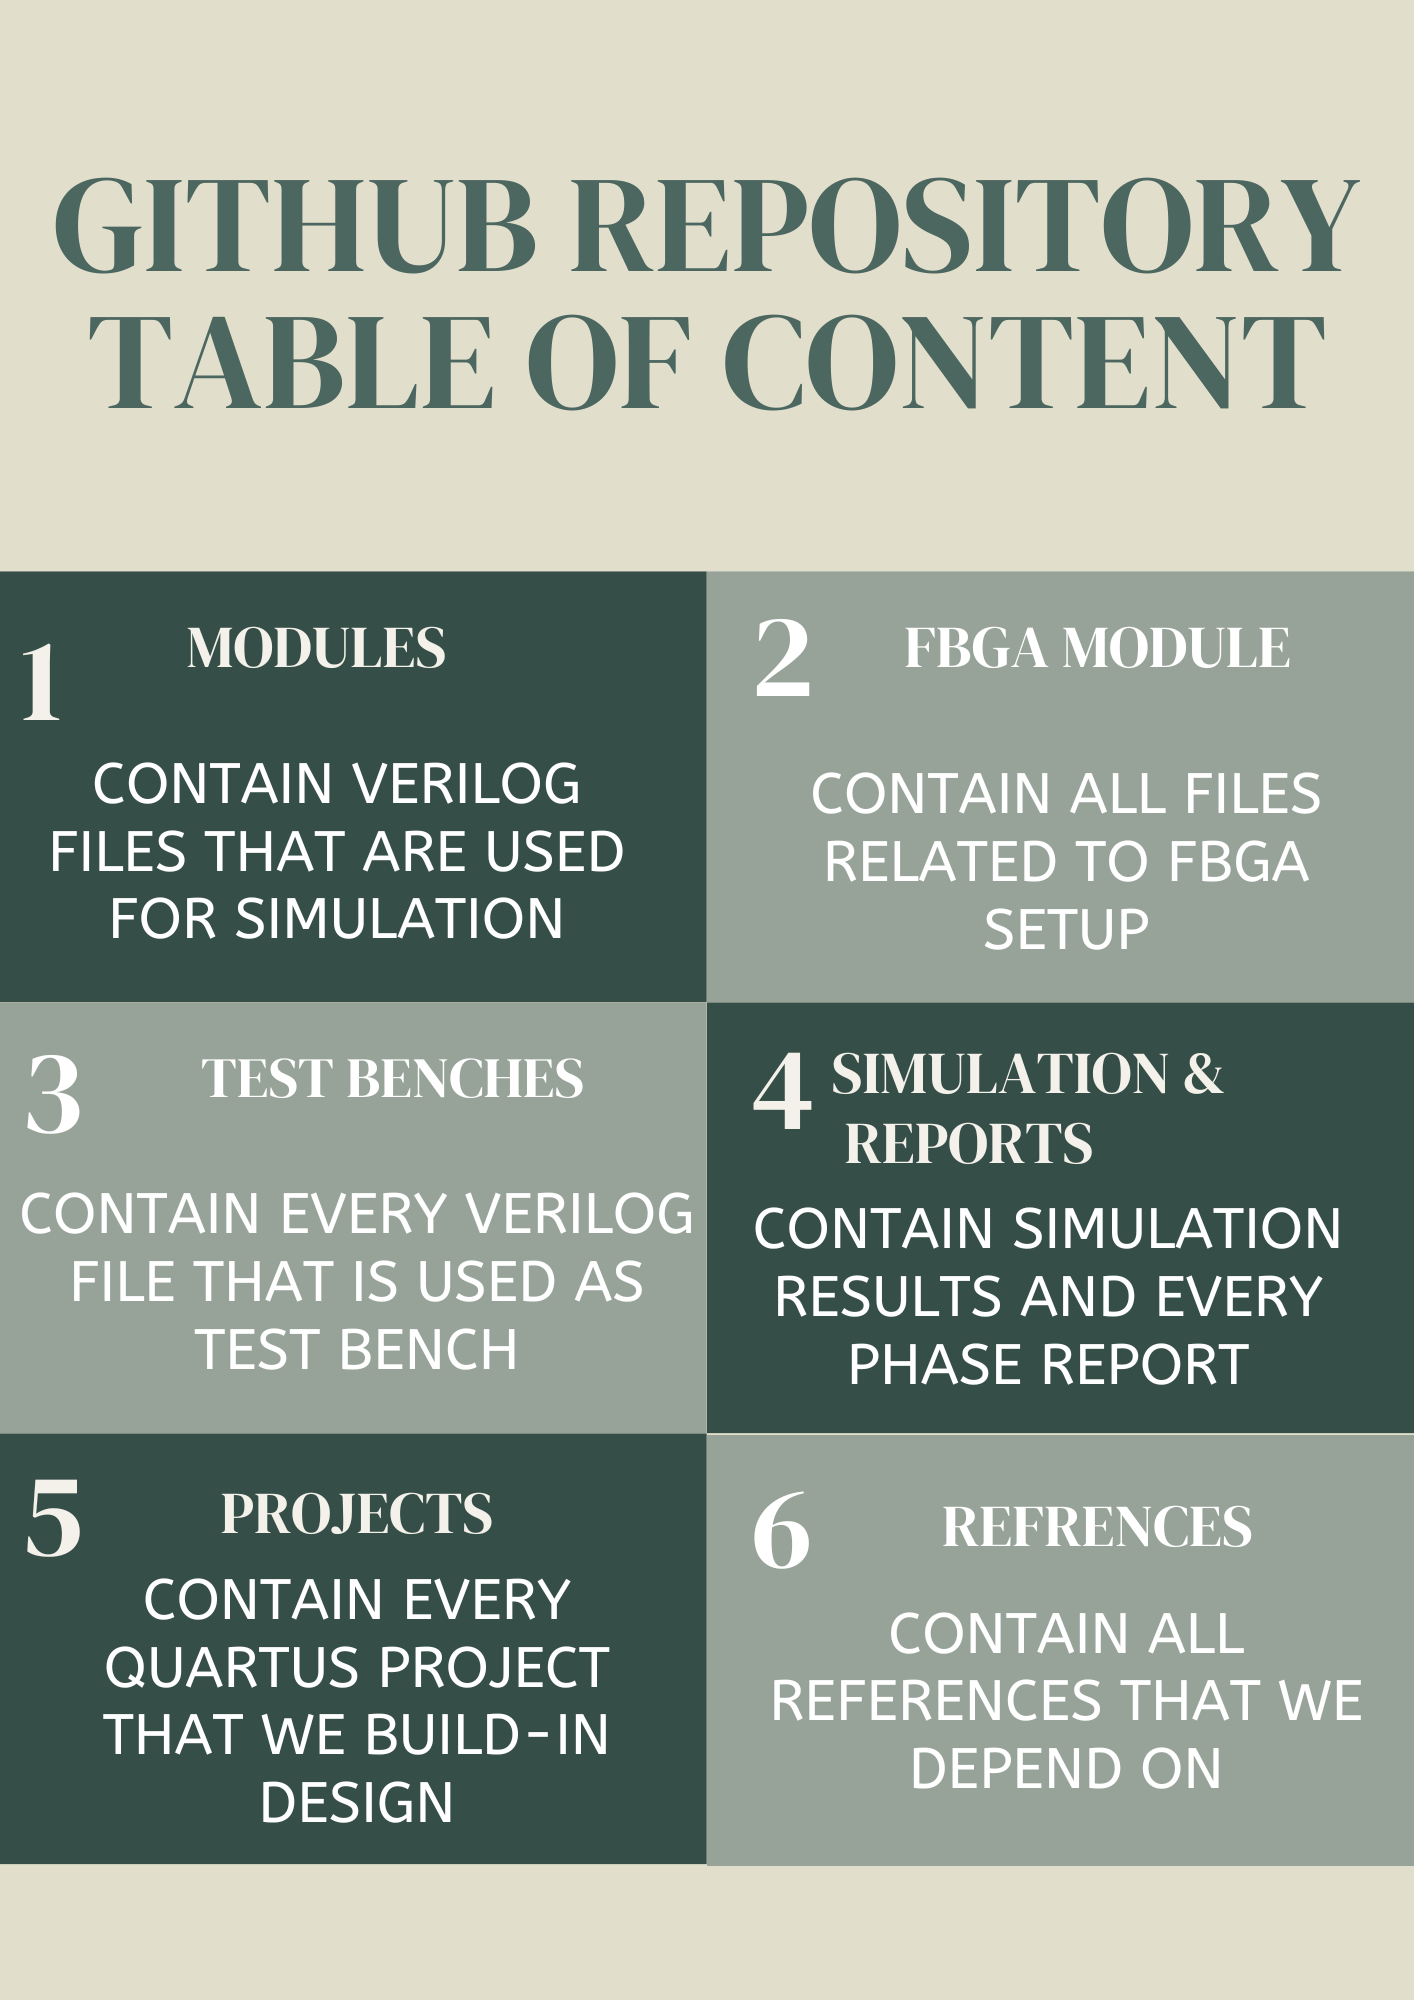 GITHUB REPOSITORY
TABLE OF CONTENT
1
MODULES
CONTAIN VERILOG
FILES THAT ARE USED
FOR SIMULATION
2
FBGA MODULE
CONTAIN ALL FILES
RELATED TO FBGA
SETUP
3
TEST BENCHES
CONTAIN EVERY VERILOG
FILE THAT IS USED AS
TEST BENCH
4
SIMULATION &
REPORTS
CONTAIN SIMULATION
RESULTS AND EVERY
PHASE REPORT
5
PROJECTS
CONTAIN EVERY
QUARTUS PROJECT
THAT WE BUILD-IN
DESIGN
6
REFRENCES
CONTAIN ALL
REFERENCES THAT WE
DEPEND ON